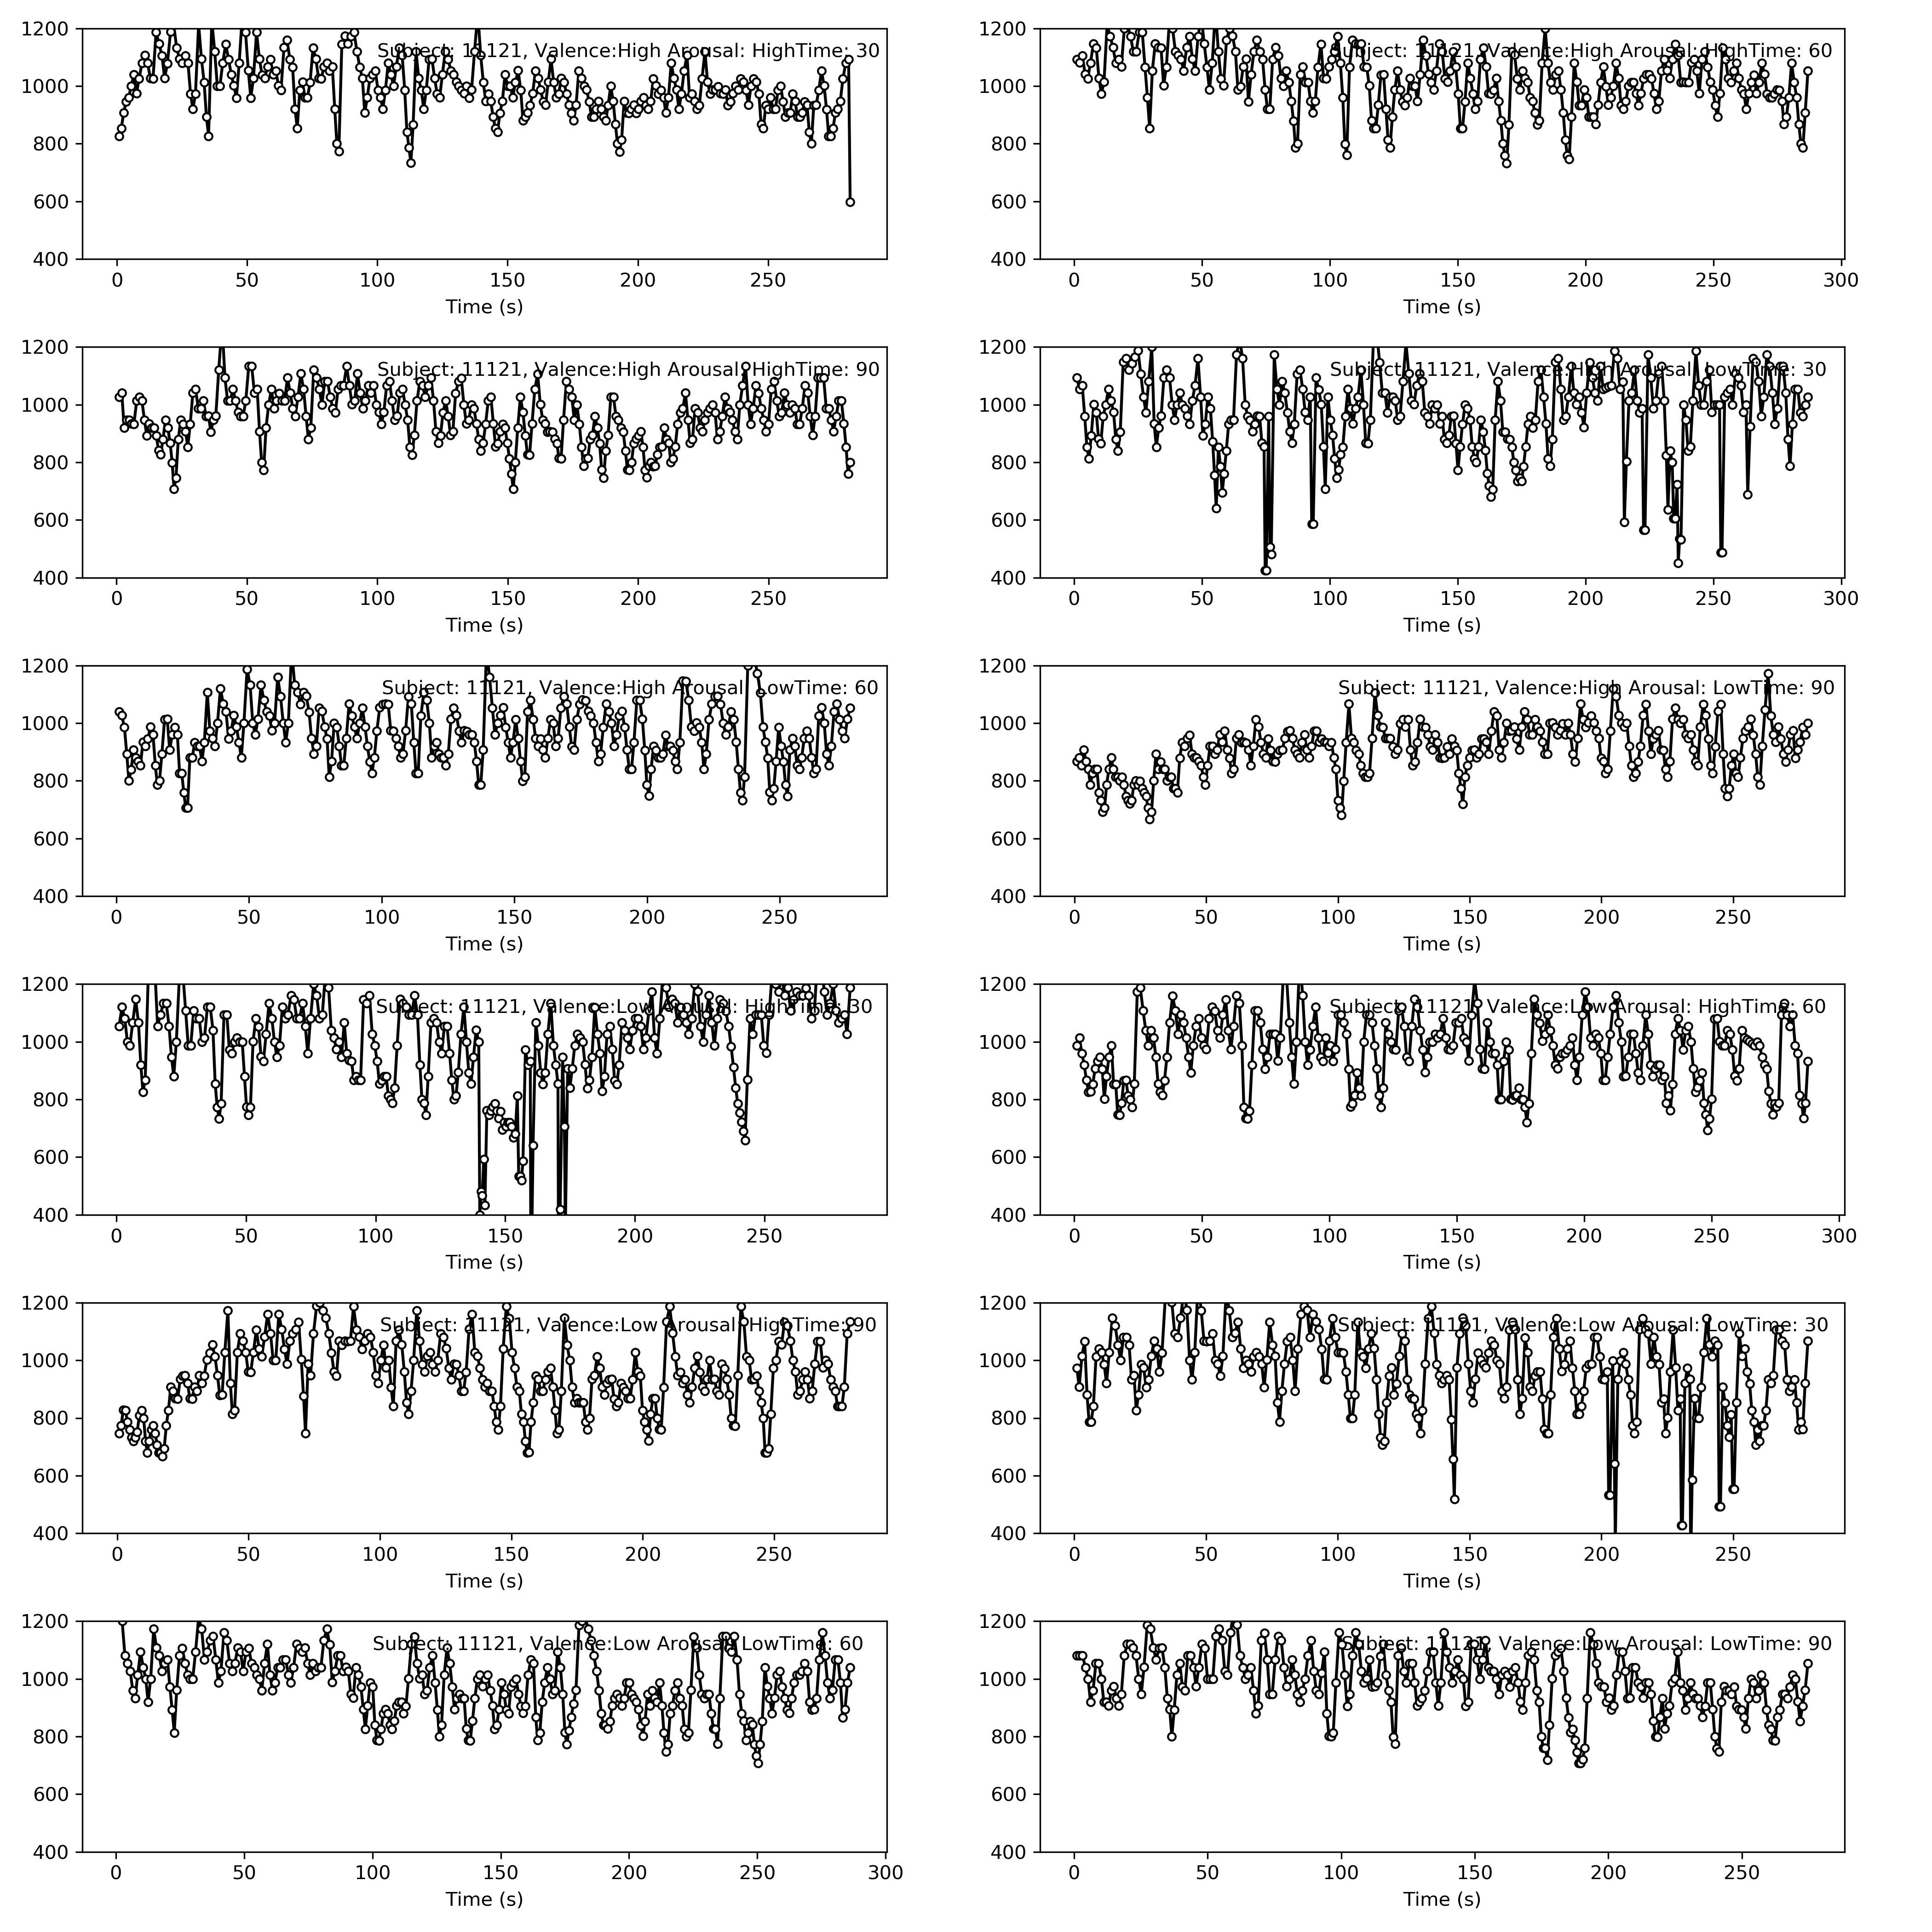 1200
1000
800
600
400
Subject: 11121, Valence:High Arousal: HighTime: 30
0 50 100 150 200 250
Time (s)
1200
1000
800
600
400
Subject: 11121, Valence:High Arousal: HighTime: 60
0 50 100 150 200 250 300
Time (s)
1200
1000
800
600
400
Subject: 11121, Valence:High Arousal: HighTime: 90
0 50 100 150 200 250
Time (s)
1200
1000
800
600
400
Subject: 11121, Valence:High Arousal: LowTime: 30
0 50 100 150 200 250 300
Time (s)
1200
1000
800
600
400
Subject: 11121, Valence:High Arousal: LowTime: 60
0 50 100 150 200 250
Time (s)
1200
1000
800
600
400
Subject: 11121, Valence:High Arousal: LowTime: 90
0 50 100 150 200 250
Time (s)
1200
1000
800
600
400
Subject: 11121, Valence:Low Arousal: HighTime: 30
0 50 100 150 200 250
Time (s)
1200
1000
800
600
400
Subject: 11121, Valence:Low Arousal: HighTime: 60
0 50 100 150 200 250 300
Time (s)
1200
1000
800
600
400
Subject: 11121, Valence:Low Arousal: HighTime: 90
0 50 100 150 200 250
Time (s)
1200
1000
800
600
400
Subject: 11121, Valence:Low Arousal: LowTime: 30
0 50 100 150 200 250
Time (s)
1200
1000
800
600
400
Subject: 11121, Valence:Low Arousal: LowTime: 60
0 50 100 150 200 250 300
Time (s)
1200
1000
800
600
400
Subject: 11121, Valence:Low Arousal: LowTime: 90
0 50 100 150 200 250
Time (s)